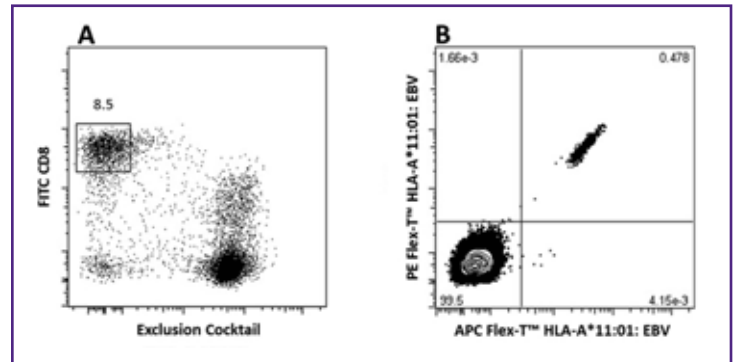 A
8.5
FITC CD8
Exclusion Cocktail
B
1.66e-3
0.478
PE Flex-T™ HLA-A*11:01: EBV
99.5
4.15e-3
APC Flex-T™ HLA-A*11:01: EBV